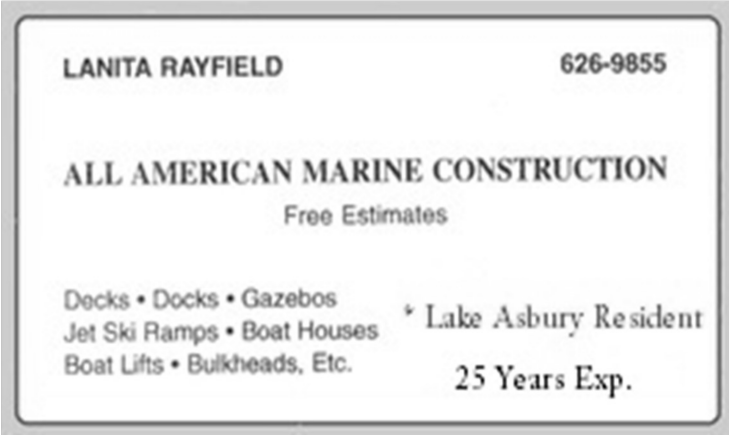 LANITA RAYFIELD 626-9855
ALL AMERICAN MARINE CONSTRUCTION
Free Estimates
Decks • Docks • Gazebos
Jet Ski Ramps • Boat Houses
Boat Lifts • Bulkheads, Etc.
* Lake Asbury Resident
25 Years Exp.